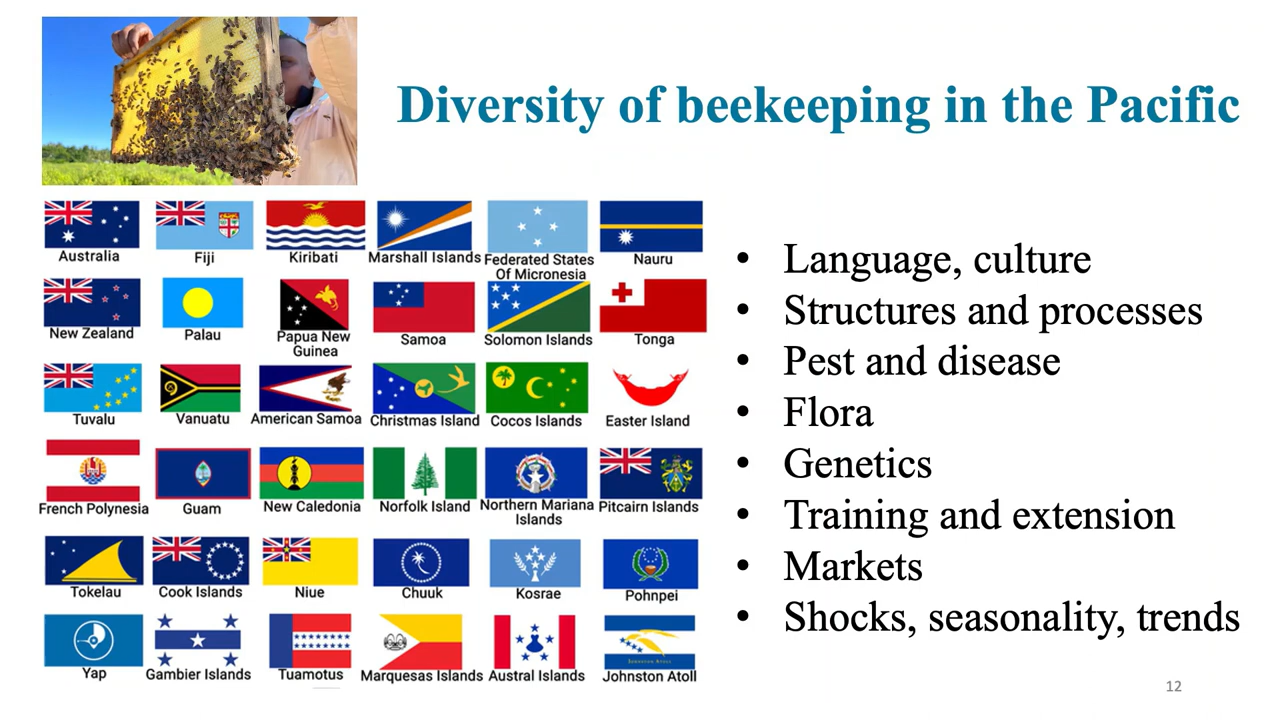 Diversity of beekeeping in the Pacific
Australia
Fiji
Kiribati
Marshall Islands
Federated States
Of Micronesia
Nauru
New Zealand
Palau
Papua New
Guinea
Samoa
Solomon Islands
Tonga
Tuvalu
Vanuatu
American Samoa
Christmas Island
Cocos Islands
Easter Island
French Polynesia
Guam
New Caledonia
Norfolk Island
Northern Mariana
Islands
Pitcairn Islands
Tokelau
Cook Islands
Niue
Chuuk
Kosrae
Pohnpei
Yap
Gambier Islands
Tuamotus
Marquesas Islands
Austral Islands
JOHNSTON ATOLL
Johnston Atoll
• Language, culture
• Structures and processes
• Pest and disease
• Flora
• Genetics
• Training and extension
• Markets
• Shocks, seasonality, trends
12